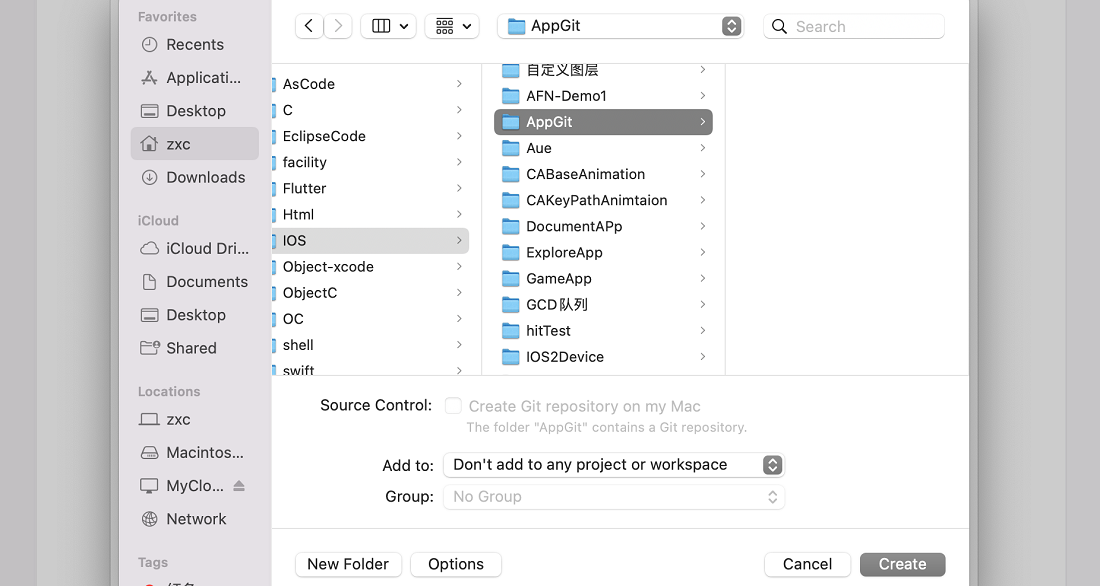 Favorites
Recents
Applicati...
Desktop
zxc
Downloads
iCloud
iCloud Dri...
Documents
Desktop
Shared
Locations
zxc
Macintos...
MyClo...
Network
Tags
红色
AppGit
Search
AsCode
C
EclipseCode
facility
Flutter
Html
IOS
Object-xcode
ObjectC
OC
shell
swift
自定义图层
AFN-Demo1
AppGit
Aue
CABaseAnimation
CAKeyPathAnimtaion
DocumentAPp
ExploreApp
GameApp
GCD队列
hitTest
IOS2Device
Source Control: Create Git repository on my Mac
The folder "AppGit" contains a Git repository.
Add to: Don't add to any project or workspace
Group: No Group
New Folder Options Cancel Create